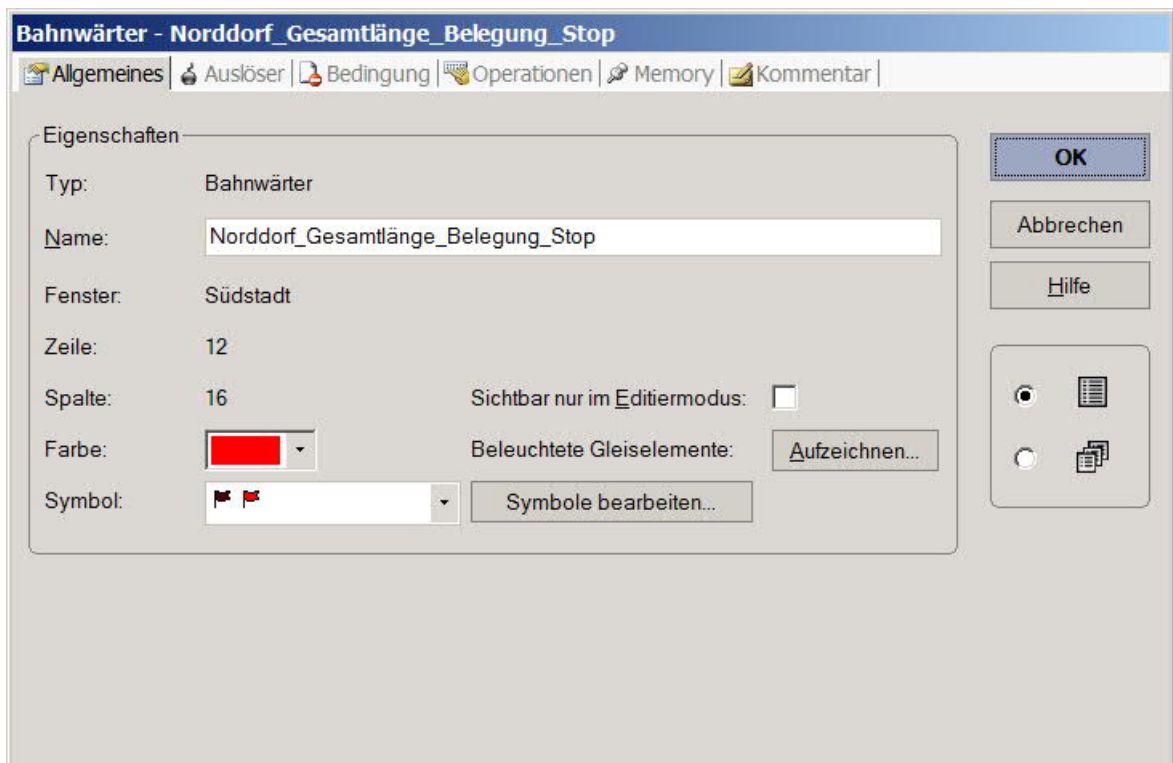 Bahnwärter - Norddorf_Gesamtlänge_Belegung_Stop
Allgemeines Auslöser Bedingung Operationen Memory Kommentar
Eigenschaften
Typ: Bahnwärter
Name: Norddorf_Gesamtlänge_Belegung_Stop
Fenster: Südstadt
Zeile: 12
Spalte: 16 Sichtbar nur im Editiermodus:
Farbe: Beleuchtete Gleiselemente: Aufzeichnen...
Symbol: Symbole bearbeiten...
OK
Abbrechen
Hilfe